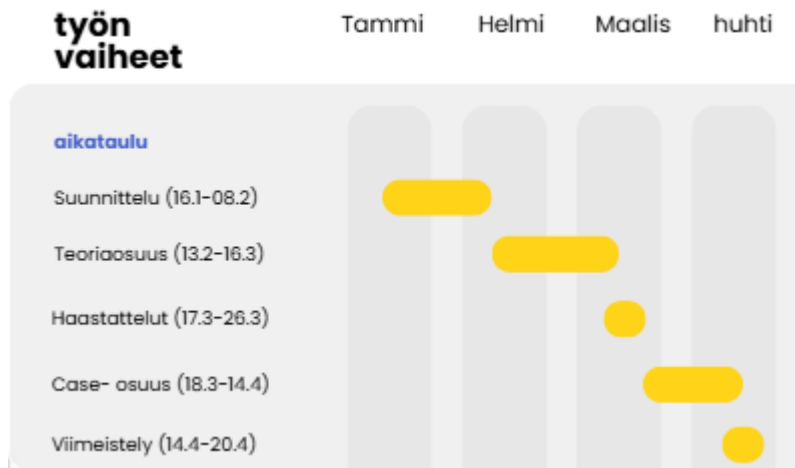 työn
vaiheet
Tammi Helmi Maalis huhti
aikataulu
Suunnittelu (16.1-08.2)
Teoriaosuus (13.2-16.3)
Haastattelut (17.3-26.3)
Case- osuus (18.3-14.4)
Viimeistely (14.4-20.4)